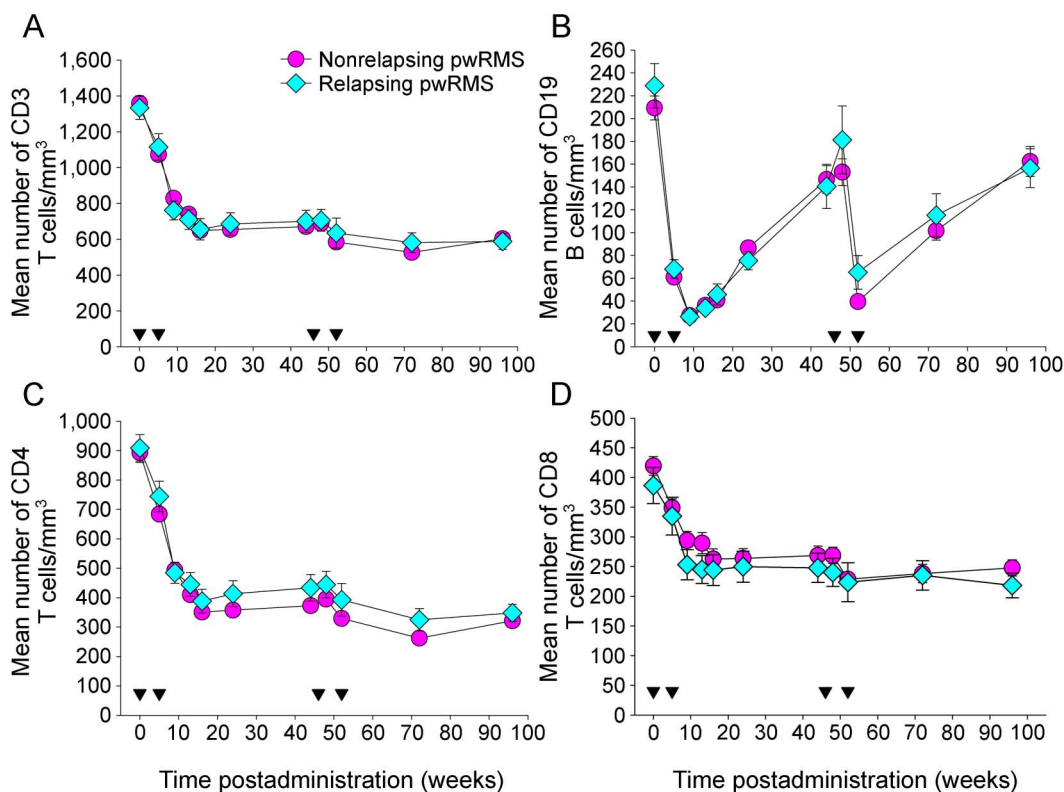 A
Mean number of CD3
T cells/mm³
1,600
1,400
1,200
1,000
800
600
400
200
0
0 10 20 30 40 50 60 70 80 90 100
Nonrelapsing pwRMS
Relapsing pwRMS
B
Mean number of CD19
B cells/mm³
260
240
220
200
180
160
140
120
100
80
60
40
20
0
0 10 20 30 40 50 60 70 80 90 100
C
Mean number of CD4
T cells/mm³
1,000
900
800
700
600
500
400
300
200
100
0
0 10 20 30 40 50 60 70 80 90 100
Time postadministration (weeks)
D
Mean number of CD8
T cells/mm³
500
450
400
350
300
250
200
150
100
50
0
0 10 20 30 40 50 60 70 80 90 100
Time postadministration (weeks)